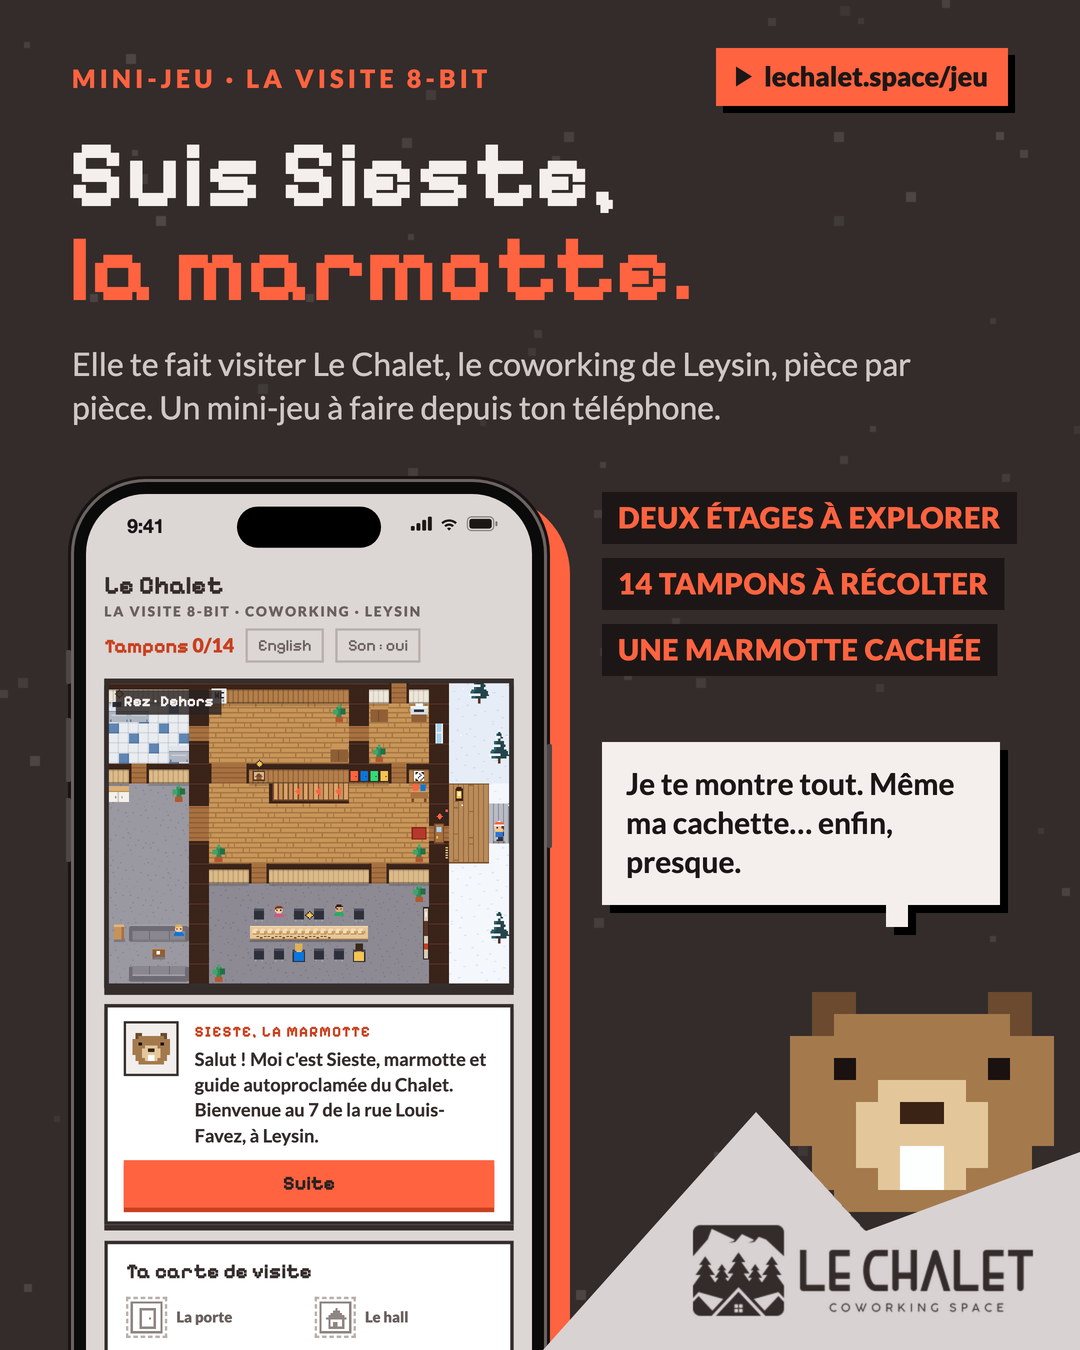 MINI-JEU · LA VISITE 8-BIT
lechalet.space/jeu
Suis Sieste,
la marmotte.
Elle te fait visiter Le Chalet, le coworking de Leysin, pièce par
pièce. Un mini-jeu à faire depuis ton téléphone.
9:41
Le Chalet
LA VISITE 8-BIT · COWORKING · LEYSIN
Tampons 0/14
English
Son : oui
Rez · Dehors
SIESTE, LA MARMOTTE
Salut ! Moi c'est Sieste, marmotte et
guide autoproclamée du Chalet.
Bienvenue au 7 de la rue Louis-
Favez, à Leysin.
Suite
Ta carte de visite
La porte
Le hall
DEUX ÉTAGES À EXPLORER
14 TAMPONS À RÉCOLTER
UNE MARMOTTE CACHÉE
Je te montre tout. Même
ma cachette... enfin,
presque.
LE CHALET
COWORKING SPACE